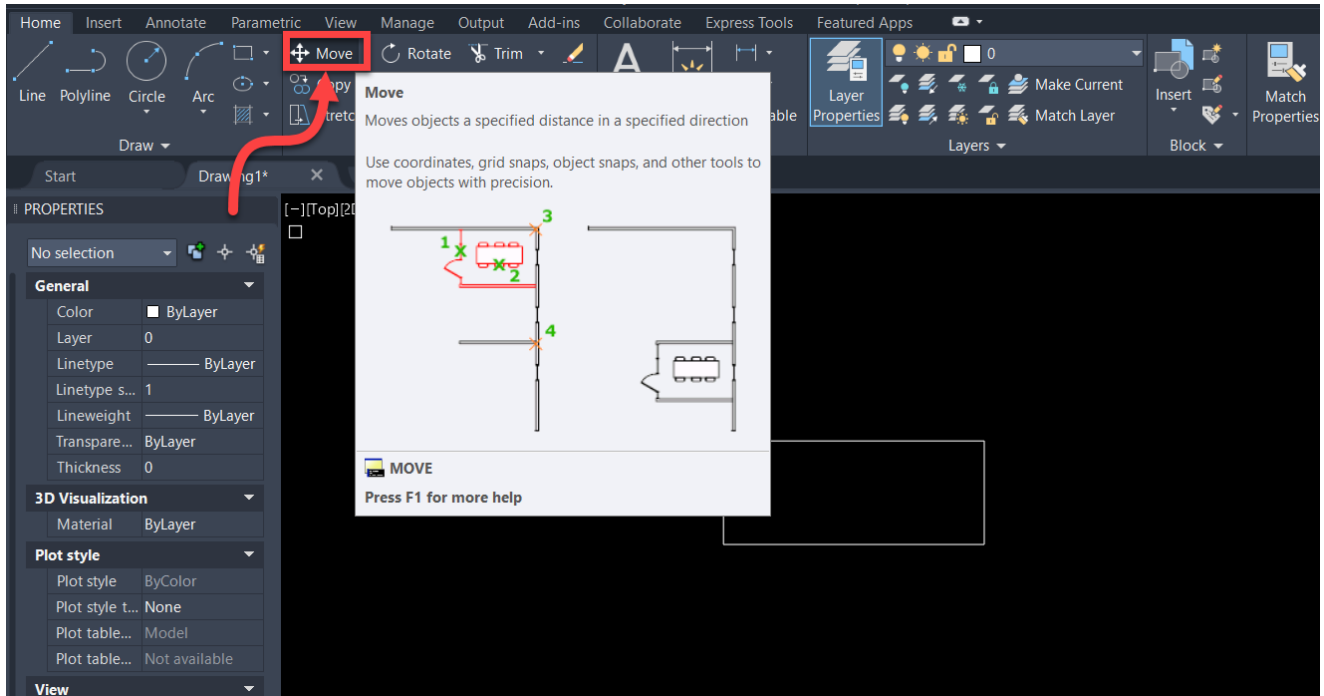 Home Insert Annotate Parametric View Manage Output Add-ins Collaborate Express Tools Featured Apps
Move Rotate Trim
Line Polyline Circle Arc
Draw
Layer Properties
0
Make Current
Match Layer
Layers
Insert
Block
Match Properties
Start Drawing1*
Move
Moves objects a specified distance in a specified direction
Use coordinates, grid snaps, object snaps, and other tools to
move objects with precision.
1
2
3
4
MOVE
Press F1 for more help
PROPERTIES
No selection
General
Color ByLayer
Layer 0
Linetype ByLayer
Linetype s... 1
Lineweight ByLayer
Transpare... ByLayer
Thickness 0
3D Visualization
Material ByLayer
Plot style
Plot style ByColor
Plot style t... None
Plot table... Model
Plot table... Not available
View
[−][Top]